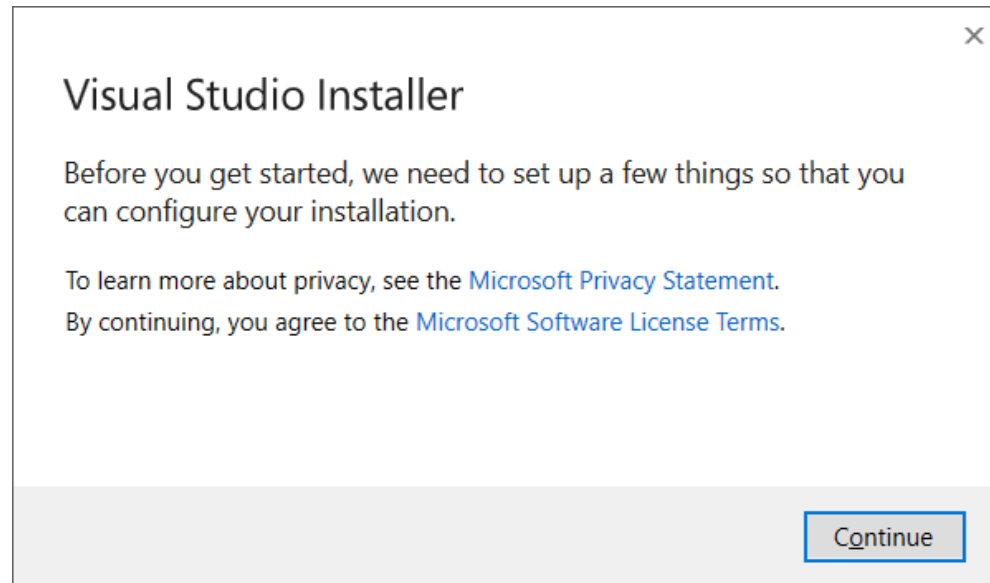 Visual Studio Installer
Before you get started, we need to set up a few things so that you
can configure your installation.
To learn more about privacy, see the Microsoft Privacy Statement.
By continuing, you agree to the Microsoft Software License Terms.
Continue